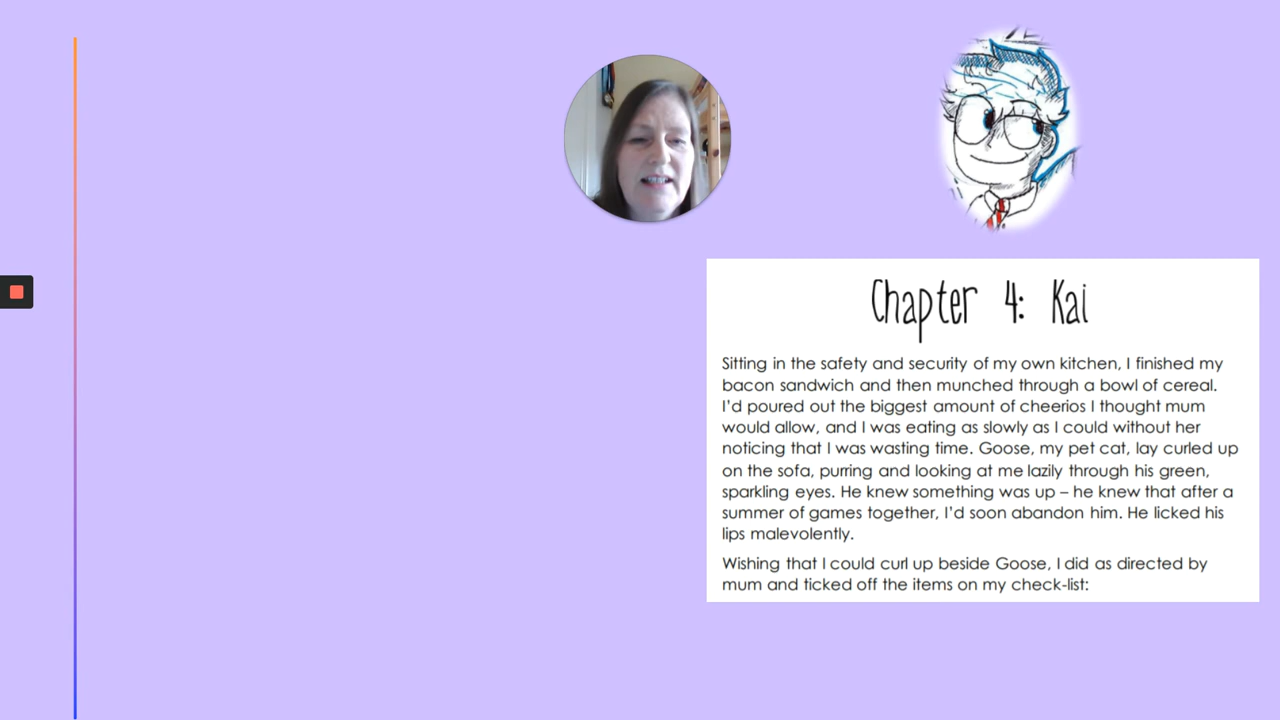 Chapter 4: Kai
Sitting in the safety and security of my own kitchen, I finished my
bacon sandwich and then munched through a bowl of cereal.
I'd poured out the biggest amount of cheerios I thought mum
would allow, and I was eating as slowly as I could without her
noticing that I was wasting time. Goose, my pet cat, lay curled up
on the sofa, purring and looking at me lazily through his green,
sparkling eyes. He knew something was up – he knew that after a
summer of games together, I'd soon abandon him. He licked his
lips malevolently.
Wishing that I could curl up beside Goose, I did as directed by
mum and ticked off the items on my check-list: